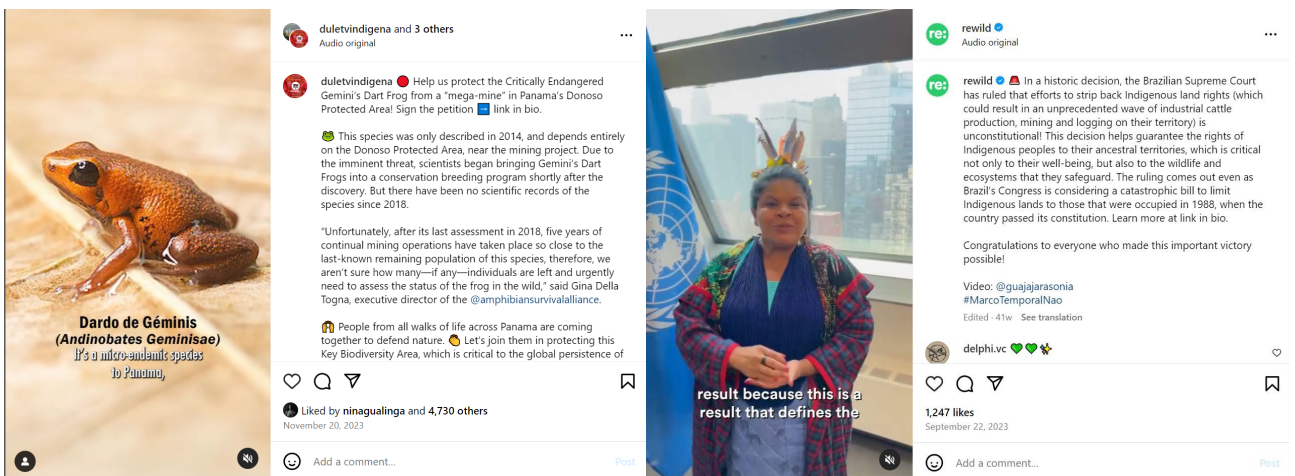 Dardo de Géminis
(Andinobates Geminisae)
It's a micro-endemic species
to Panama,
duletvindigena and 3 others
Audio original
duletvindigena 🔴 Help us protect the Critically Endangered
Gemini's Dart Frog from a "mega-mine" in Panama's Donoso
Protected Area! Sign the petition ➡️ link in bio.
🐸 This species was only described in 2014, and depends entirely
on the Donoso Protected Area, near the mining project. Due to
the imminent threat, scientists began bringing Gemini's Dart
Frogs into a conservation breeding program shortly after the
discovery. But there have been no scientific records of the
species since 2018.
"Unfortunately, after its last assessment in 2018, five years of
continual mining operations have taken place so close to the
last-known remaining population of this species, therefore, we
aren't sure how many—if any—individuals are left and urgently
need to assess the status of the frog in the wild," said Gina Della
Togna, executive director of the @amphibiansurvivalalliance.
🙌 People from all walks of life across Panama are coming
together to defend nature. 👏 Let's join them in protecting this
Key Biodiversity Area, which is critical to the global persistence of
Liked by ninagualinga and 4,730 others
November 20, 2023
Add a comment...
Post
result because this is a
result that defines the
re:
rewild
Audio original
re:
rewild 🚨 In a historic decision, the Brazilian Supreme Court
has ruled that efforts to strip back Indigenous land rights (which
could result in an unprecedented wave of industrial cattle
production, mining and logging on their territory) is
unconstitutional! This decision helps guarantee the rights of
Indigenous peoples to their ancestral territories, which is critical
not only to their well-being, but also to the wildlife and
ecosystems that they safeguard. The ruling comes out even as
Brazil's Congress is considering a catastrophic bill to limit
Indigenous lands to those that were occupied in 1988, when the
country passed its constitution. Learn more at link in bio.
Congratulations to everyone who made this important victory
possible!
Video: @guajajarasonia
#MarcoTemporalNao
Edited · 41w See translation
delphi.vc 💚💚
1,247 likes
September 22, 2023
Add a comment...
Post